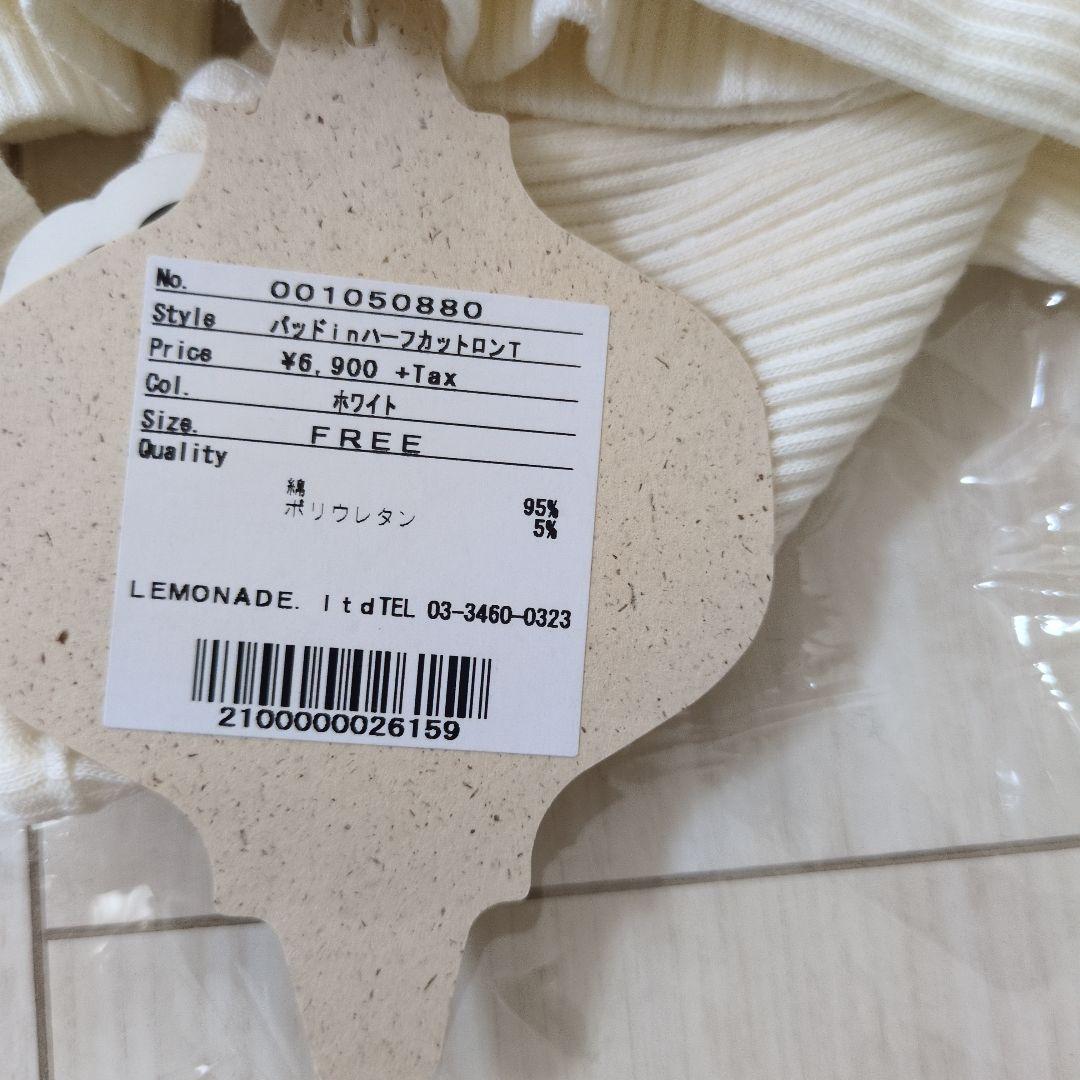 No. 001050880
Style パッドinハーフカットロンT
Price ¥6,900 +Tax
Col. ホワイト
Size. FREE
Quality
綿 95%
ポリウレタン 5%
LEMONADE. ltd TEL 03-3460-0323
2100000026159